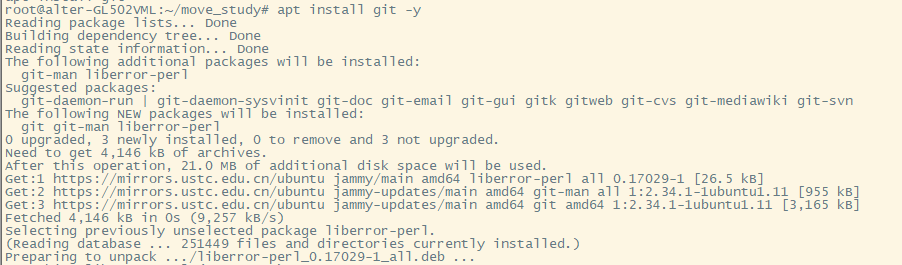 root@alter-GL502VML:~/move_study# apt install git -y
Reading package lists... Done
Building dependency tree... Done
Reading state information... Done
The following additional packages will be installed:
  git-man liberror-perl
Suggested packages:
  git-daemon-run | git-daemon-sysvinit git-doc git-email git-gui gitk gitweb git-cvs git-mediawiki git-svn
The following NEW packages will be installed:
  git git-man liberror-perl
0 upgraded, 3 newly installed, 0 to remove and 3 not upgraded.
Need to get 4,146 kB of archives.
After this operation, 21.0 MB of additional disk space will be used.
Get:1 https://mirrors.ustc.edu.cn/ubuntu jammy/main amd64 liberror-perl all 0.17029-1 [26.5 kB]
Get:2 https://mirrors.ustc.edu.cn/ubuntu jammy-updates/main amd64 git-man all 1:2.34.1-1ubuntu1.11 [955 kB]
Get:3 https://mirrors.ustc.edu.cn/ubuntu jammy-updates/main amd64 git amd64 1:2.34.1-1ubuntu1.11 [3,165 kB]
Fetched 4,146 kB in 0s (9,257 kB/s)
Selecting previously unselected package liberror-perl.
(Reading database ... 251449 files and directories currently installed.)
Preparing to unpack .../liberror-perl_0.17029-1_all.deb ...